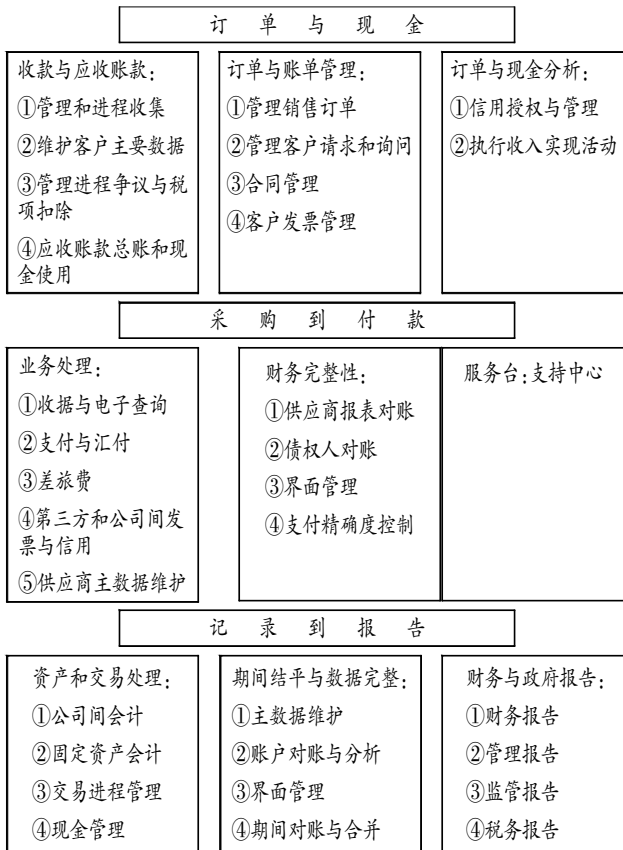 订单与现金
收款与应收账款:
①管理和进程收集
②维护客户主要数据
③管理进程争议与税
项扣除
④应收账款总账和现
金使用
订单与账单管理:
①管理销售订单
②管理客户请求和询问
③合同管理
④客户发票管理
订单与现金分析:
①信用授权与管理
②执行收入实现活动
采购到付款
业务处理:
①收据与电子查询
②支付与汇付
③差旅费
④第三方和公司间发
票与信用
⑤供应商主数据维护
财务完整性:
①供应商报表对账
②债权人对账
③界面管理
④支付精确度控制
服务台:支持中心
记录到报告
资产和交易处理:
①公司间会计
②固定资产会计
③交易进程管理
④现金管理
期间结平与数据完整:
①主数据维护
②账户对账与分析
③界面管理
④期间对账与合并
财务与政府报告:
①财务报告
②管理报告
③监管报告
④税务报告